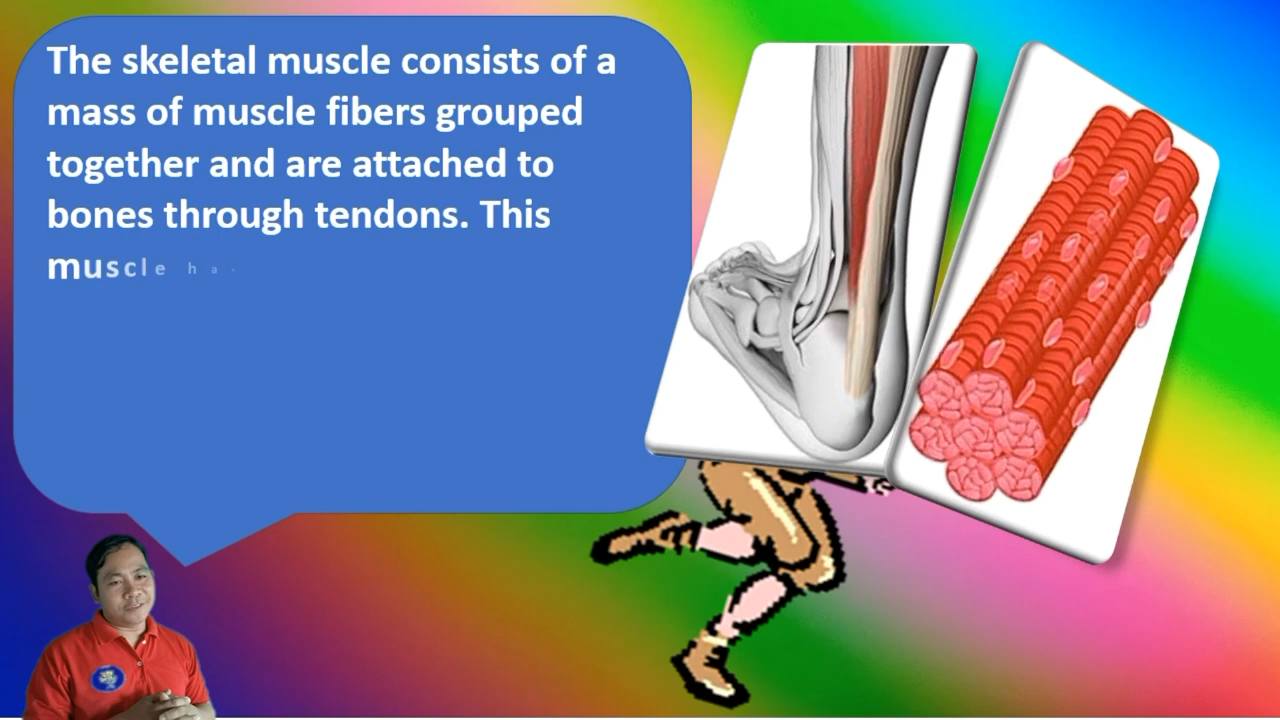 The skeletal muscle consists of a
mass of muscle fibers grouped
together and are attached to
bones through tendons. This
muscle ha